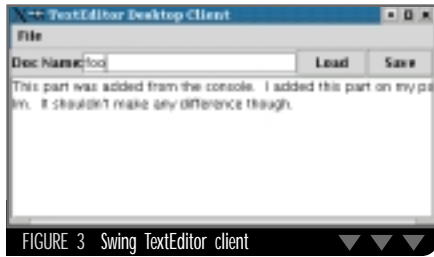 TextEditor Desktop Client
File
Doc Name: foo Load Save
This part was added from the console. I added this part on my pa
lm. It shouldn't make any difference though.
FIGURE 3 Swing TextEditor client